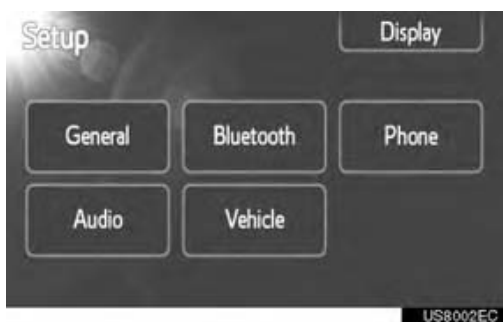 Setup
Display
General
Bluetooth
Phone
Audio
Vehicle
US8002EC